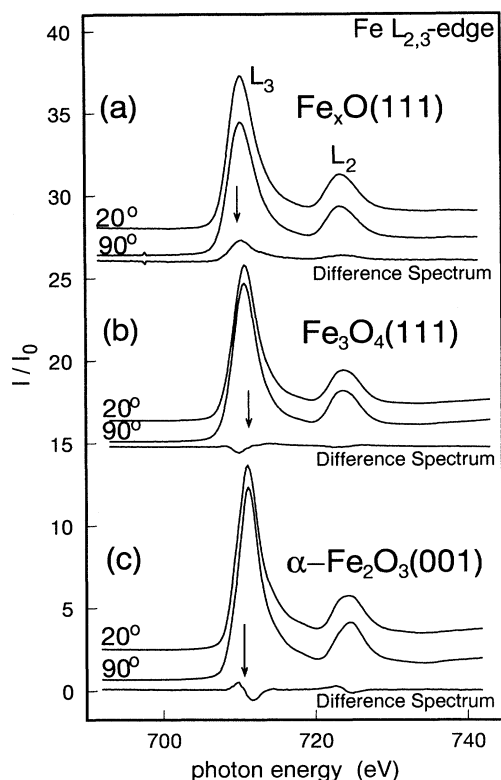 Fe L2,3-edge
40
L3
(a)
FexO(111)
35
L2
30
20°
90°
25
Difference Spectrum
(b)
Fe3O4(111)
20
I / I0
20°
90°
15
Difference Spectrum
(c)
α–Fe2O3(001)
10
5
20°
90°
0
Difference Spectrum
700 720 740
photon energy (eV)